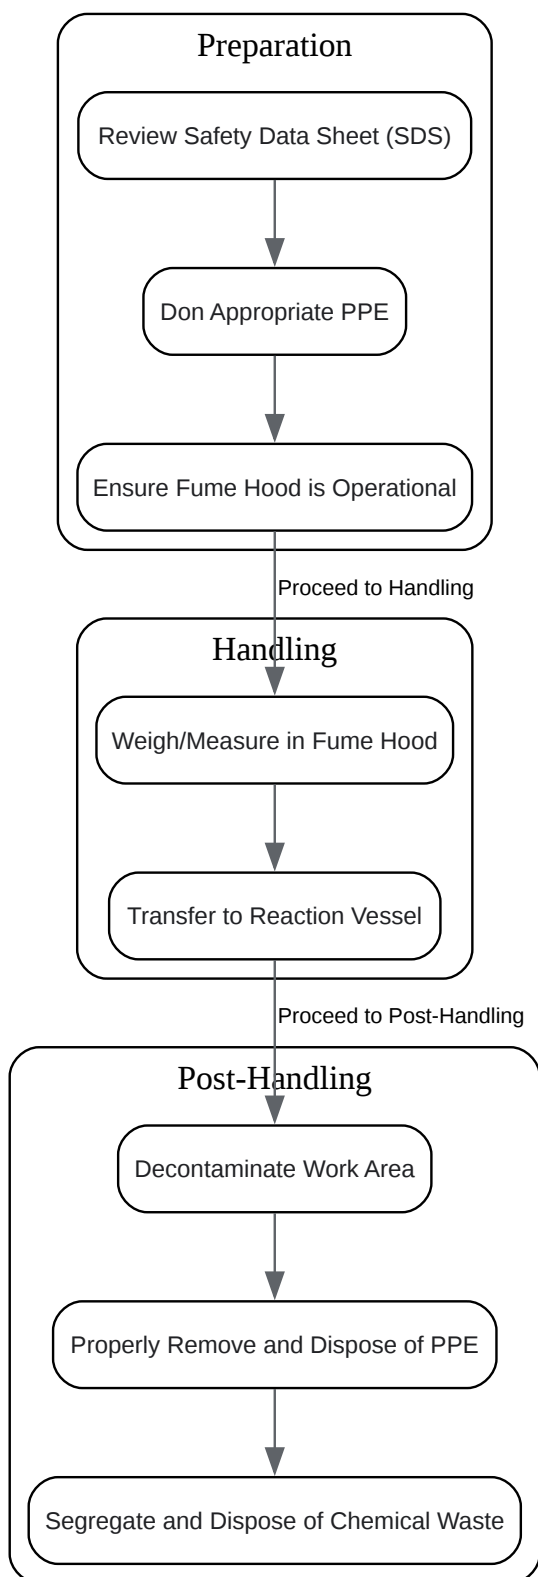 Preparation
Review Safety Data Sheet (SDS)
Don Appropriate PPE
Ensure Fume Hood is Operational
Proceed to Handling
Handling
Weigh/Measure in Fume Hood
Transfer to Reaction Vessel
Proceed to Post-Handling
Post-Handling
Decontaminate Work Area
Properly Remove and Dispose of PPE
Segregate and Dispose of Chemical Waste